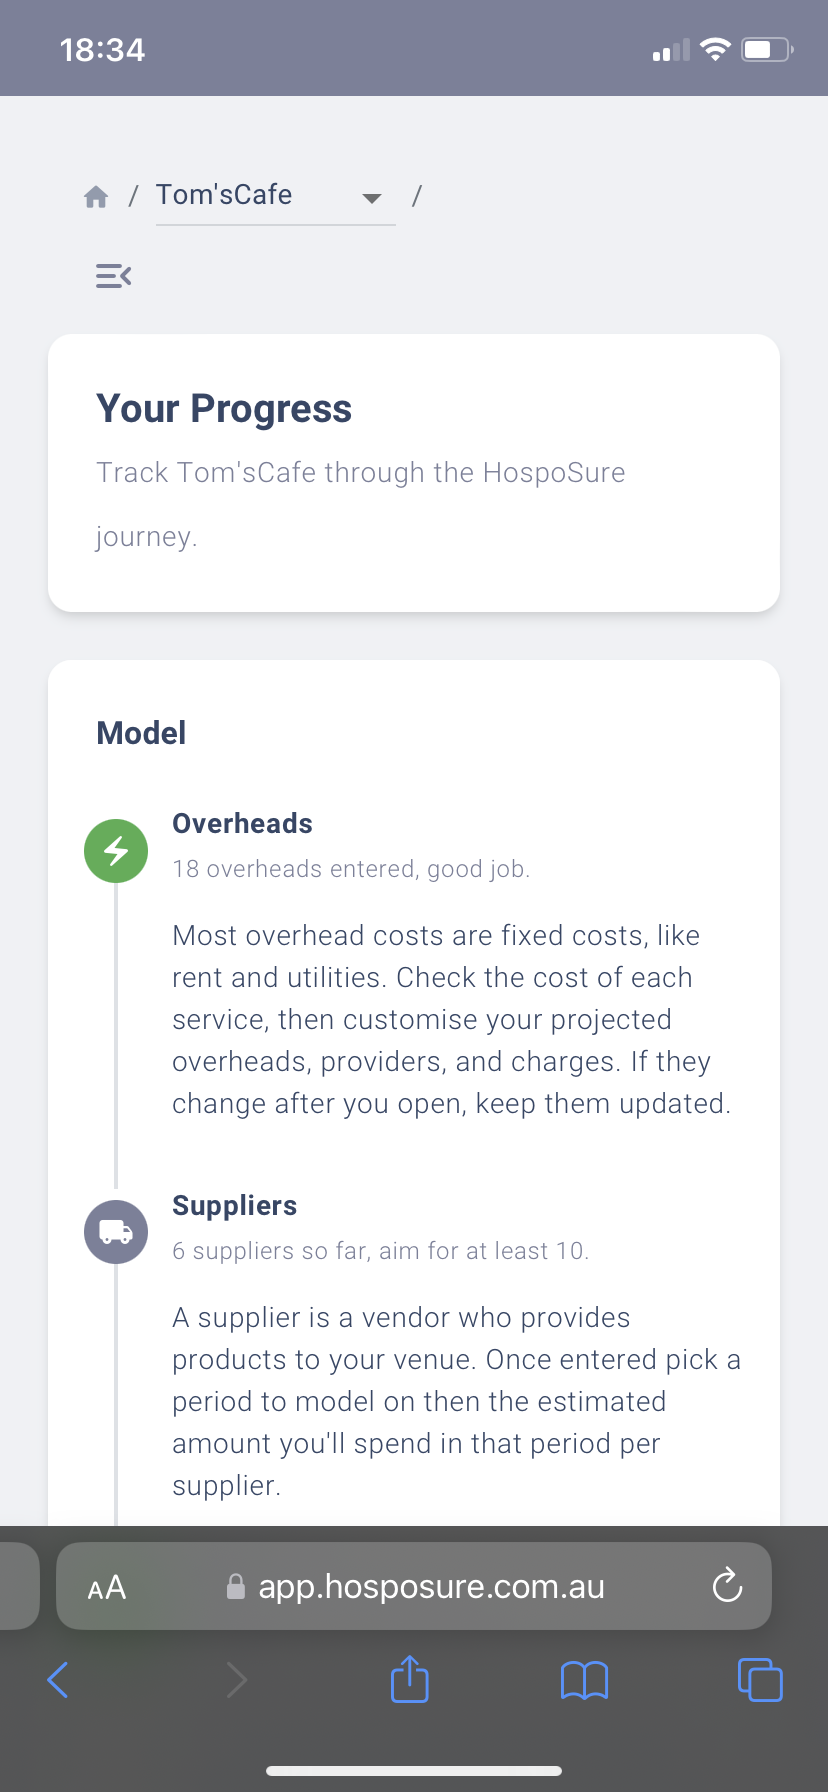 18:34
/ Tom'sCafe /
Your Progress
Track Tom'sCafe through the HospoSure
journey.
Model
Overheads
18 overheads entered, good job.
Most overhead costs are fixed costs, like
rent and utilities. Check the cost of each
service, then customise your projected
overheads, providers, and charges. If they
change after you open, keep them updated.
Suppliers
6 suppliers so far, aim for at least 10.
A supplier is a vendor who provides
products to your venue. Once entered pick a
period to model on then the estimated
amount you'll spend in that period per
supplier.
AA app.hosposure.com.au